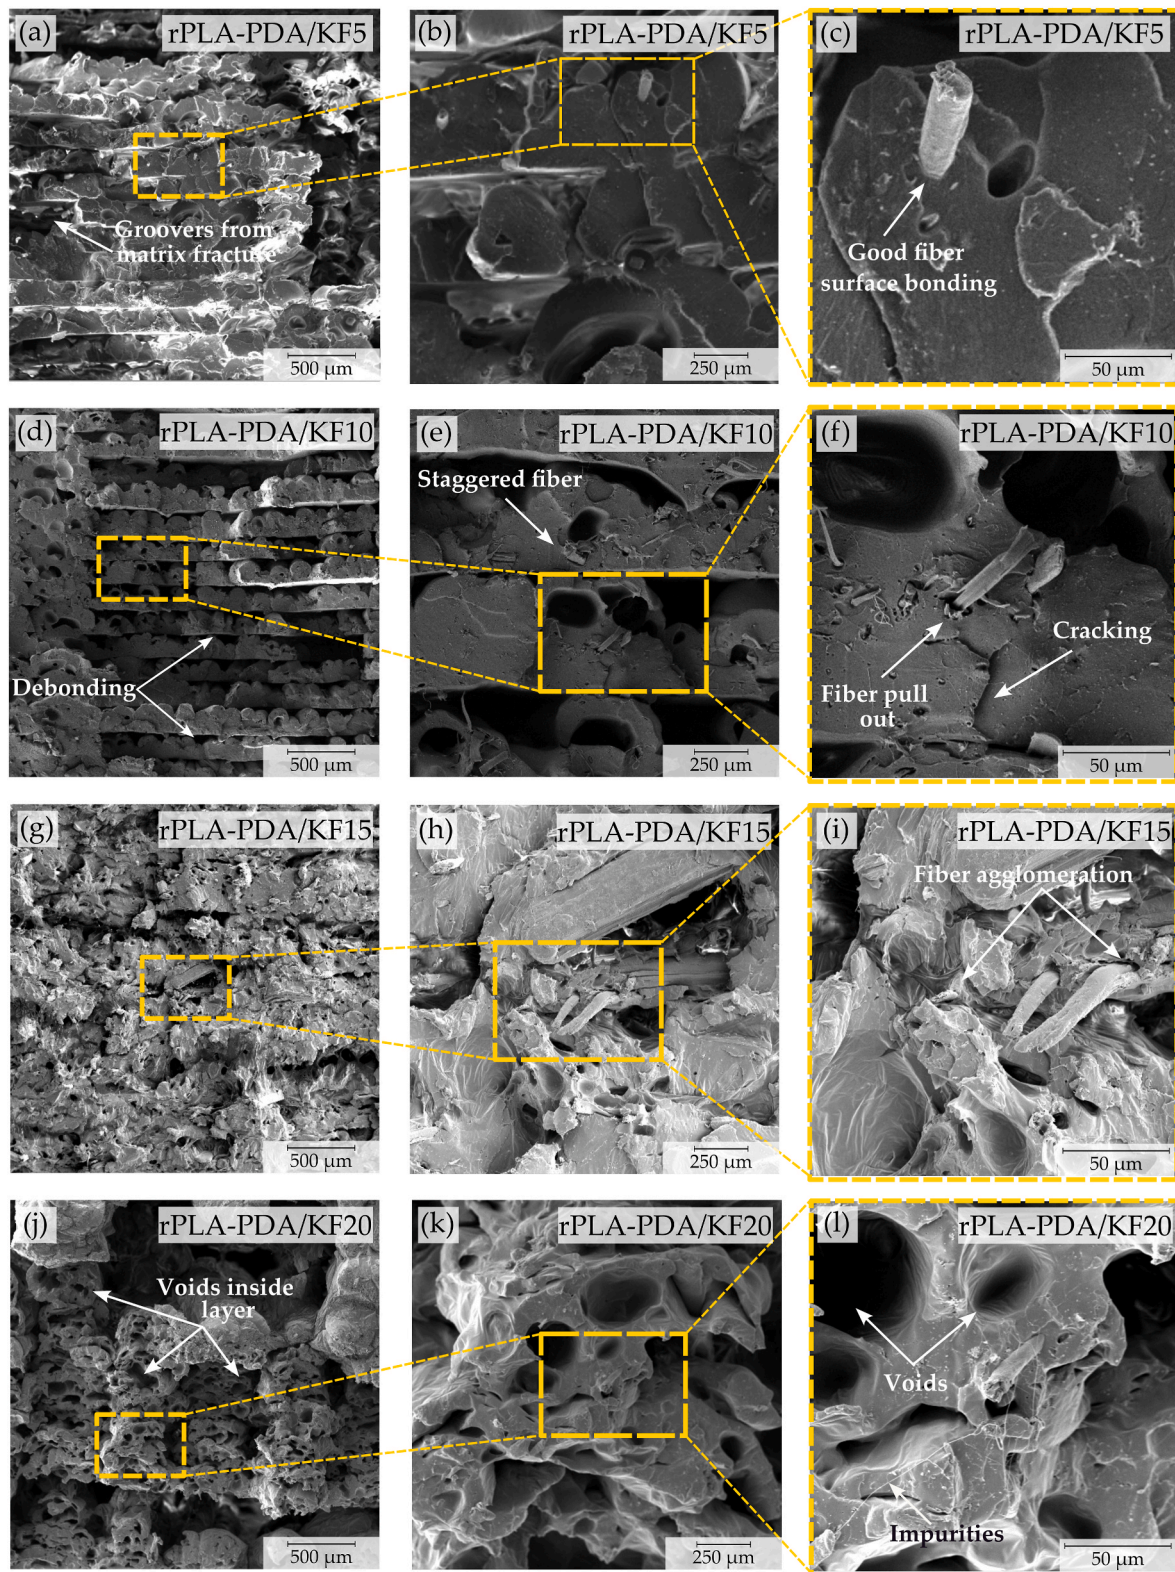 (a) rPLA-PDA/KF5
Groovers from
matrix fracture
500 µm
(b) rPLA-PDA/KF5
250 µm
(c) rPLA-PDA/KF5
Good fiber
surface bonding
50 µm
(d) rPLA-PDA/KF10
Debonding
500 µm
(e) rPLA-PDA/KF10
Staggered fiber
250 µm
(f) rPLA-PDA/KF10
Cracking
Fiber pull
out
50 µm
(g) rPLA-PDA/KF15
500 µm
(h) rPLA-PDA/KF15
250 µm
(i) rPLA-PDA/KF15
Fiber agglomeration
50 µm
(j) rPLA-PDA/KF20
Voids inside
layer
500 µm
(k) rPLA-PDA/KF20
250 µm
(l) rPLA-PDA/KF20
Voids
Impurities
50 µm